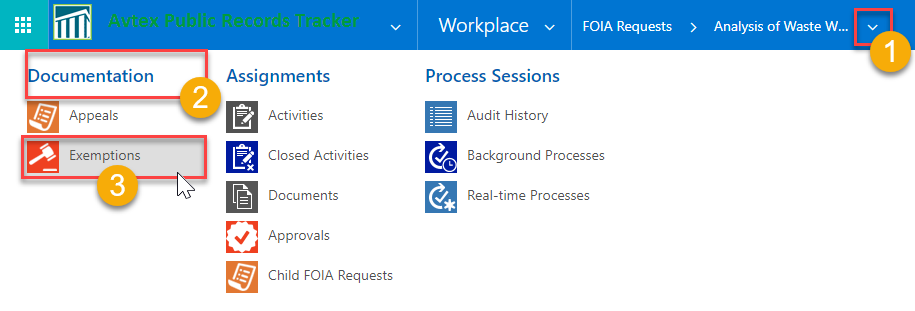 Avtex Public Records Tracker
Workplace
FOIA Requests
Analysis of Waste W...
1
Documentation
2
Appeals
Exemptions
3
Assignments
Activities
Closed Activities
Documents
Approvals
Child FOIA Requests
Process Sessions
Audit History
Background Processes
Real-time Processes